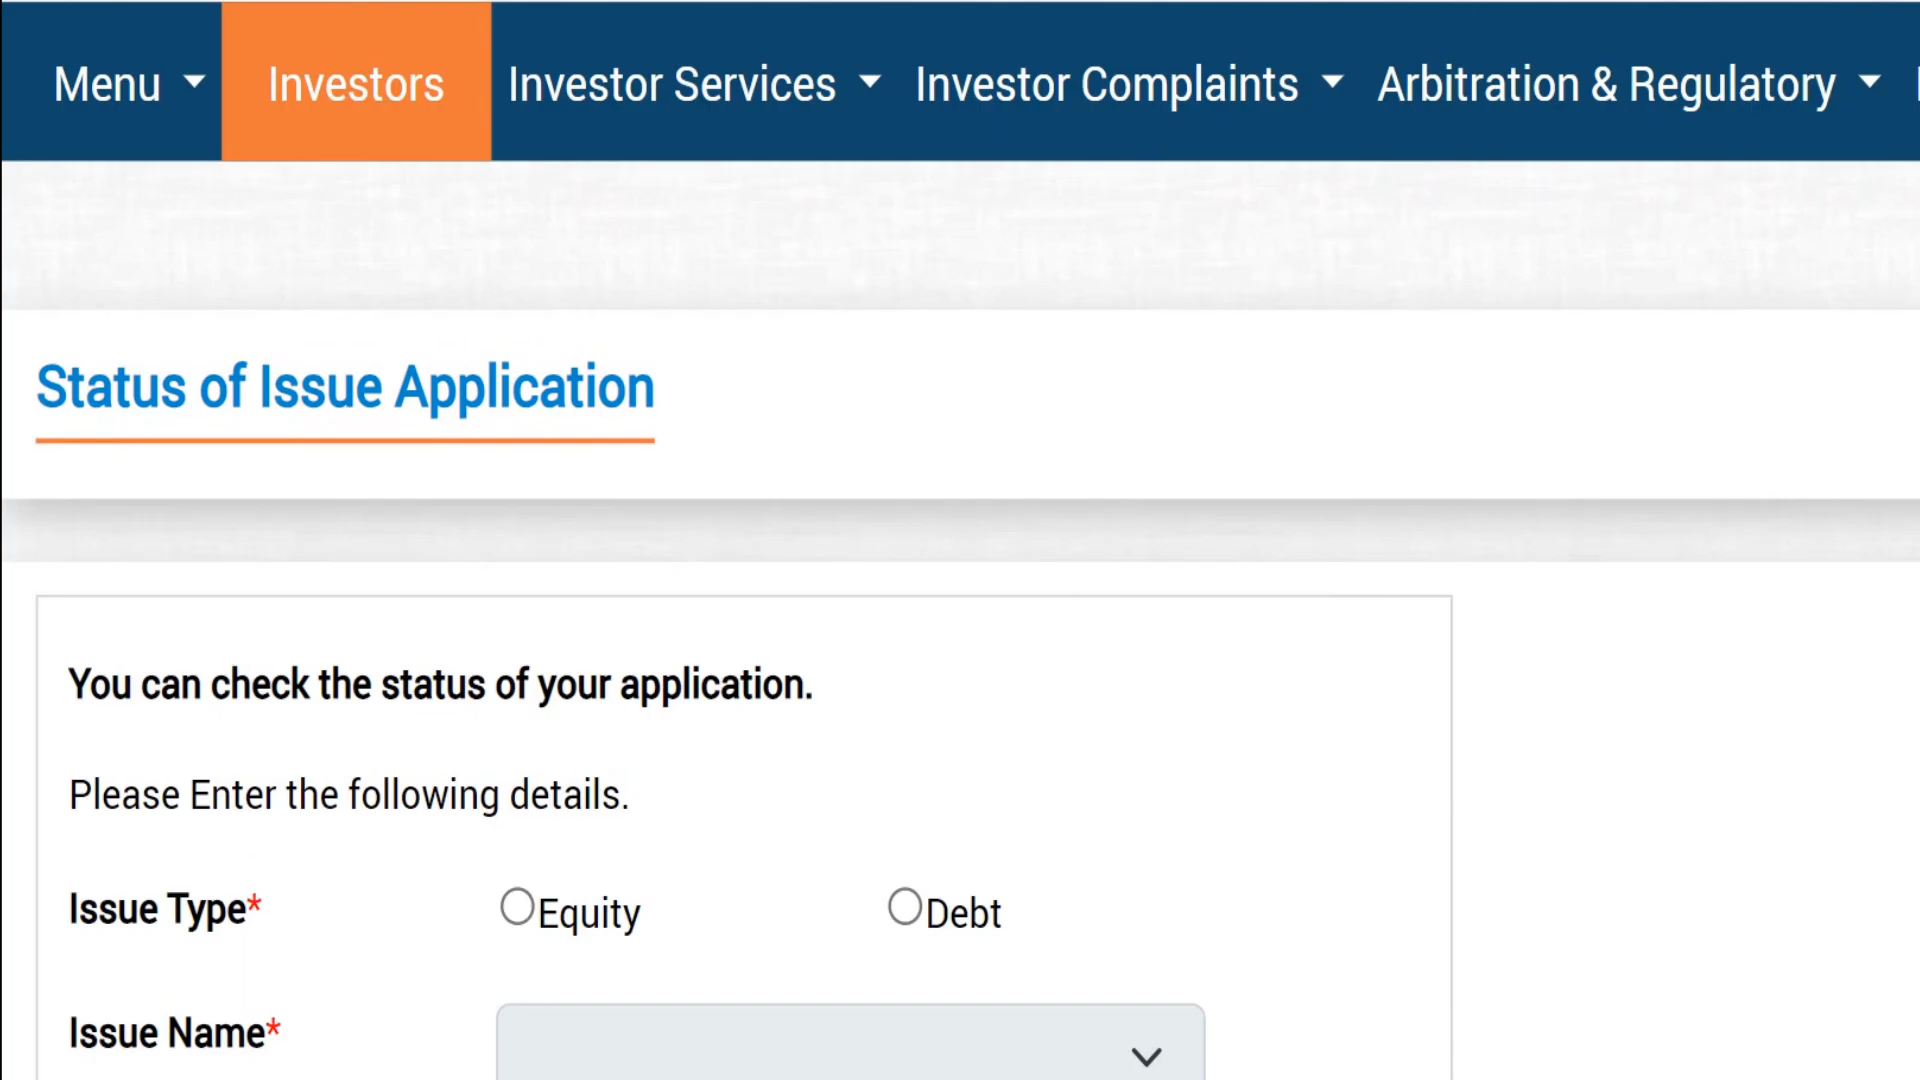 Menu Investors Investor Services Investor Complaints Arbitration & Regulatory
Status of Issue Application
You can check the status of your application.
Please Enter the following details.
Issue Type* Equity Debt
Issue Name*